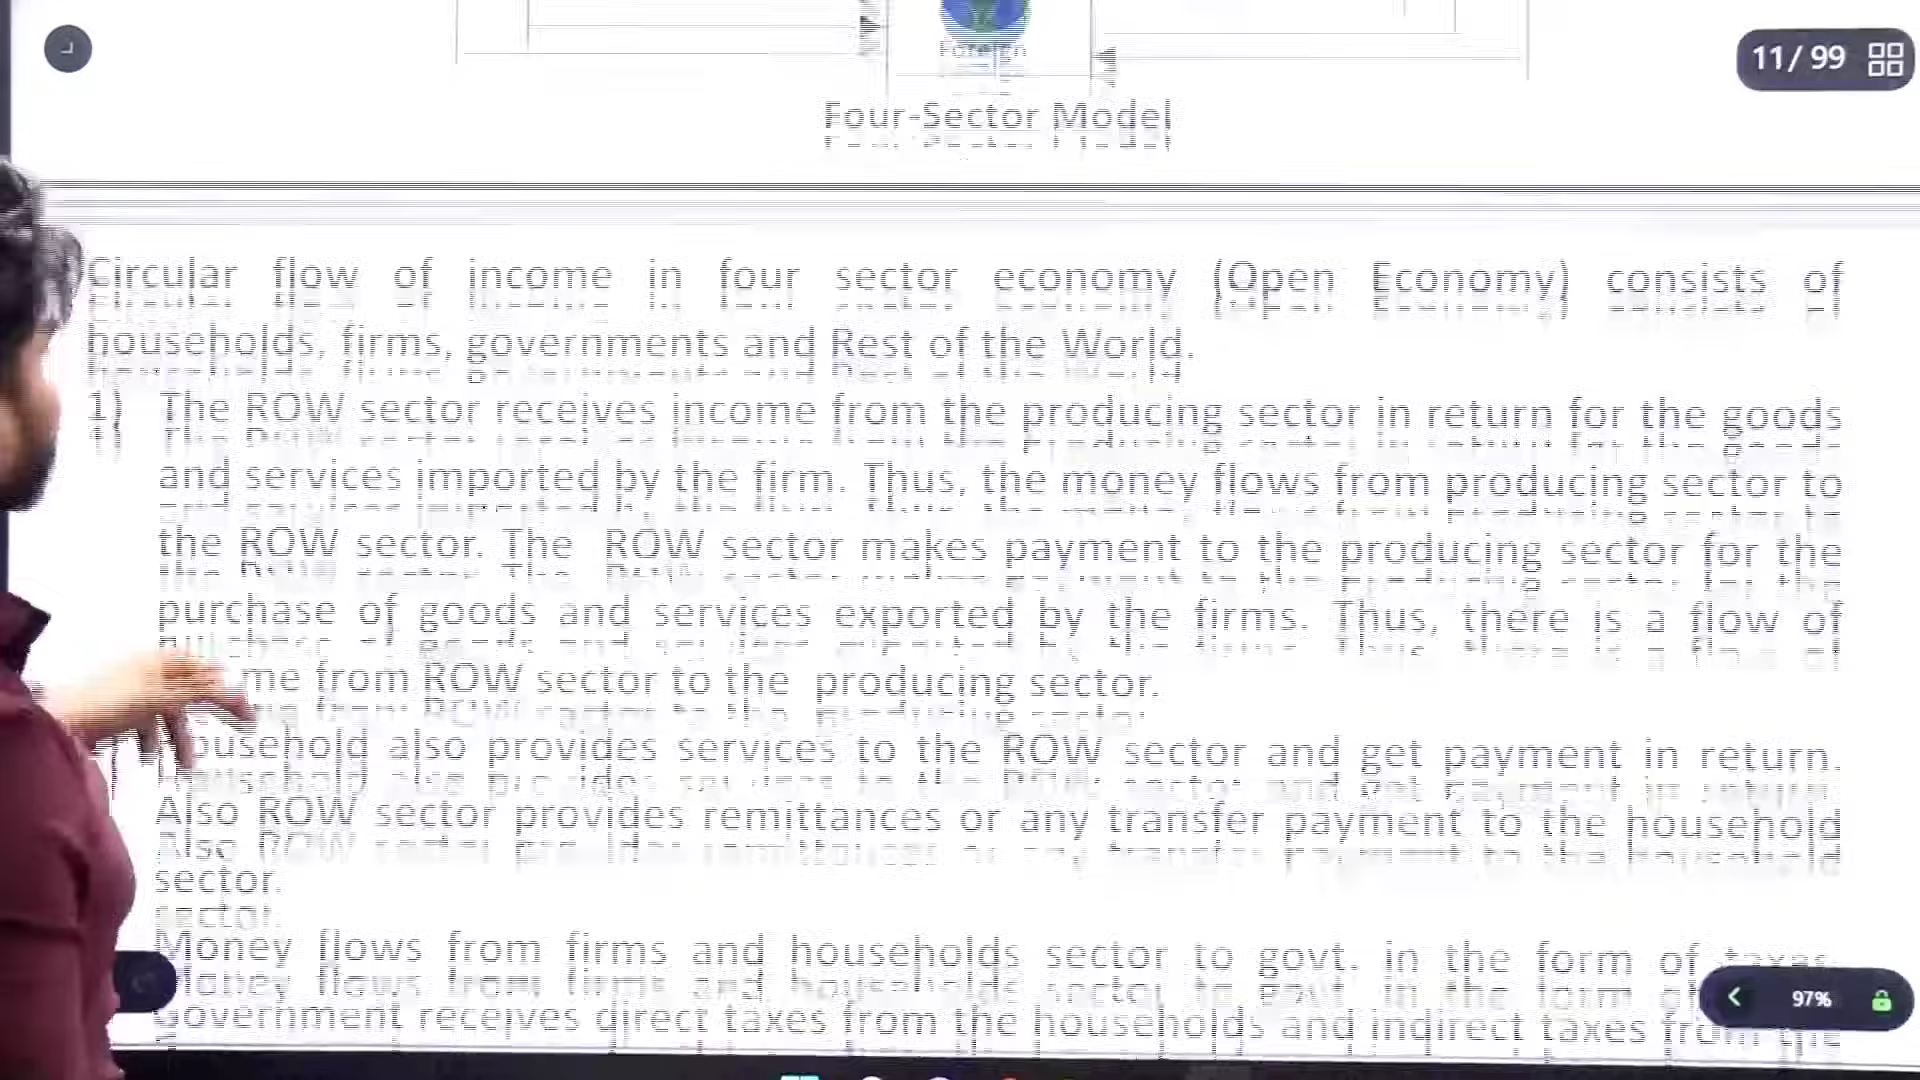 11/ 99
Foreign
Four-Sector Model
Circular flow of income in four sector economy (Open Economy) consists of
households, firms, governments and Rest of the World.
1) The ROW sector receives income from the producing sector in return for the goods
and services imported by the firm. Thus, the money flows from producing sector to
the ROW sector. The ROW sector makes payment to the producing sector for the
purchase of goods and services exported by the firms. Thus, there is a flow of
me from ROW sector to the producing sector.
ousehold also provides services to the ROW sector and get payment in return.
Also ROW sector provides remittances or any transfer payment to the household
sector.
Money flows from firms and households sector to govt. in the form of taxes.
Government receives direct taxes from the households and indirect taxes from the
97%